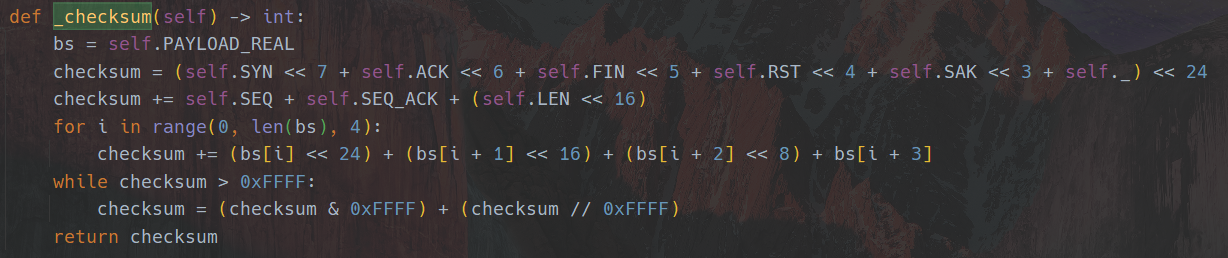 def _checksum(self) -> int:
    bs = self.PAYLOAD_REAL
    checksum = (self.SYN << 7 + self.ACK << 6 + self.FIN << 5 + self.RST << 4 + self.SAK << 3 + self._) << 24
    checksum += self.SEQ + self.SEQ_ACK + (self.LEN << 16)
    for i in range(0, len(bs), 4):
        checksum += (bs[i] << 24) + (bs[i + 1] << 16) + (bs[i + 2] << 8) + bs[i + 3]
    while checksum > 0xFFFF:
        checksum = (checksum & 0xFFFF) + (checksum // 0xFFFF)
    return checksum